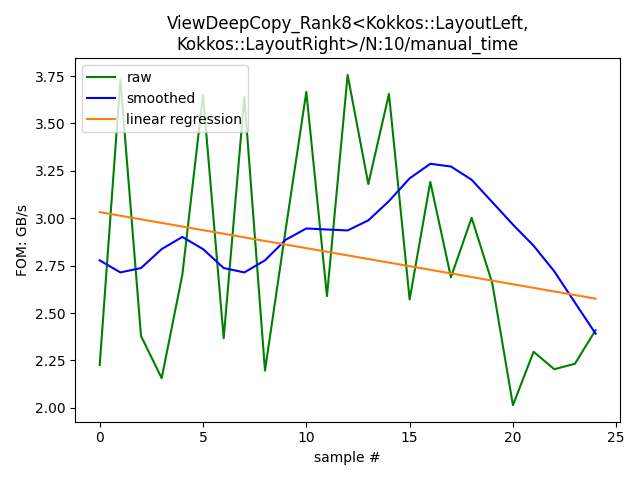 ViewDeepCopy_Rank8<Kokkos::LayoutLeft,
Kokkos::LayoutRight>/N:10/manual_time
raw
smoothed
linear regression
FOM: GB/s
3.75
3.50
3.25
3.00
2.75
2.50
2.25
2.00
0 5 10 15 20 25
sample #